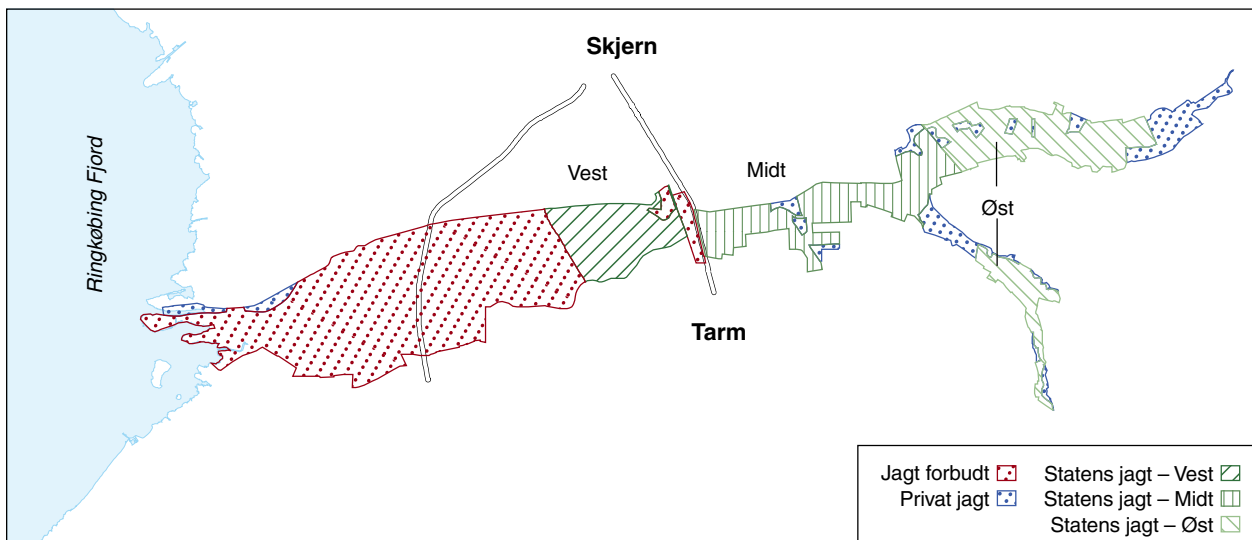 Skjern
Ringkøbing Fjord
Vest
Midt
Øst
Tarm
Jagt forbudt
Privat jagt
Statens jagt – Vest
Statens jagt – Midt
Statens jagt – Øst